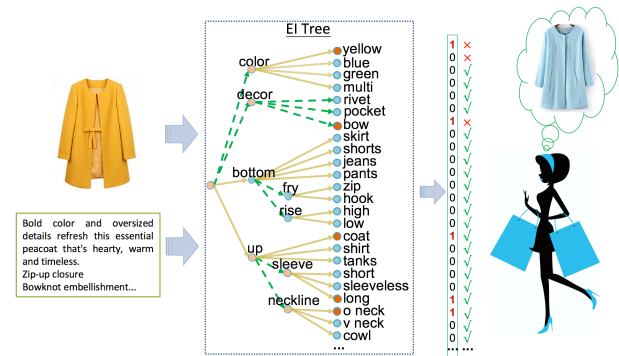 EI Tree
color
decor
bottom
fry
rise
up
sleeve
neckline
yellow
blue
green
multi
rivet
pocket
bow
skirt
shorts
jeans
pants
zip
hook
high
low
coat
shirt
tanks
short
sleeveless
long
o neck
v neck
cowl
...
Bold color and oversized
details refresh this essential
peacoat that's hearty, warm
and timeless.
Zip-up closure
Bowknot embellishment...
1 ×
0 ×
0 √
0 √
0 √
0 √
1 ×
0 √
0 √
0 √
0 √
0 √
0 √
0 √
0 √
1 √
0 √
0 √
0 √
0 √
1 √
1 √
0 √
0 √
... ...